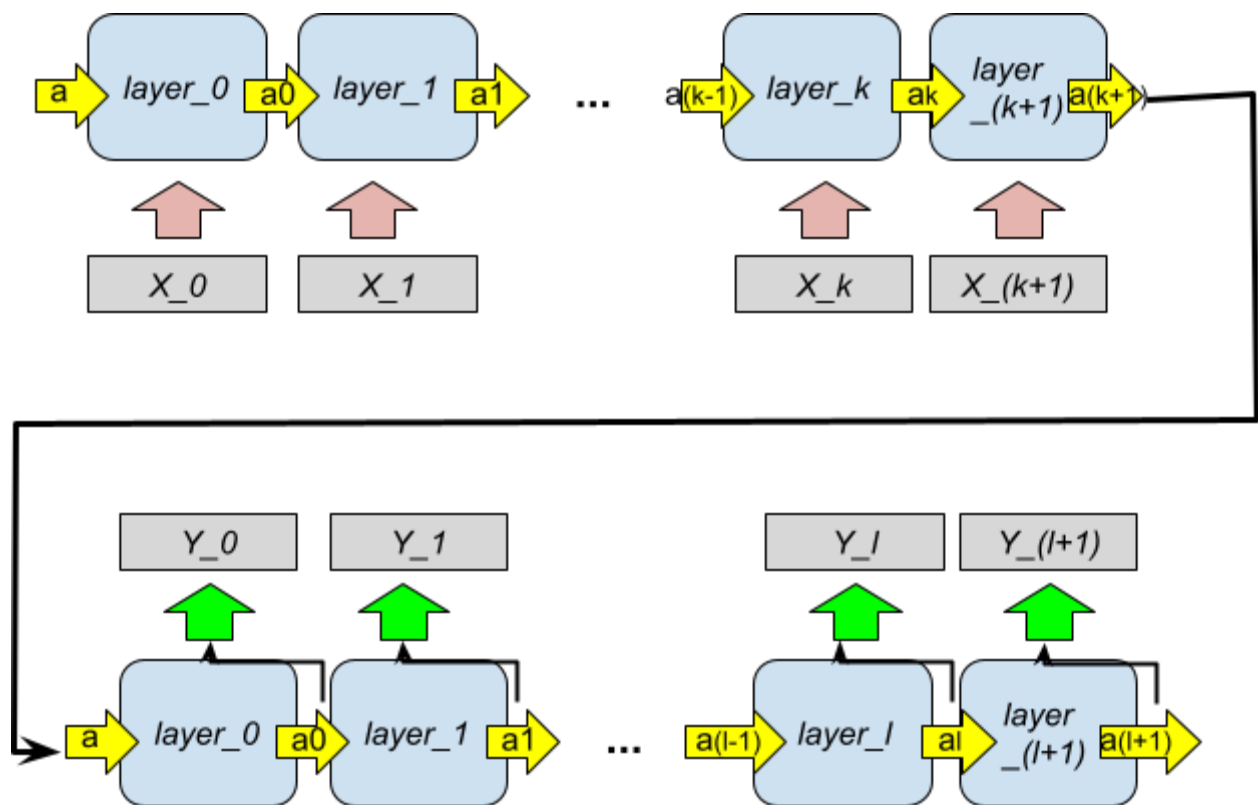 a layer_0 a0 layer_1 a1 ... a(k-1) layer_k ak layer
_(k+1) a(k+1)
X_0 X_1 X_k X_(k+1)
Y_0 Y_1 Y_l Y_(l+1)
a layer_0 a0 layer_1 a1 ... a(l-1) layer_l al layer
_(l+1) a(l+1)